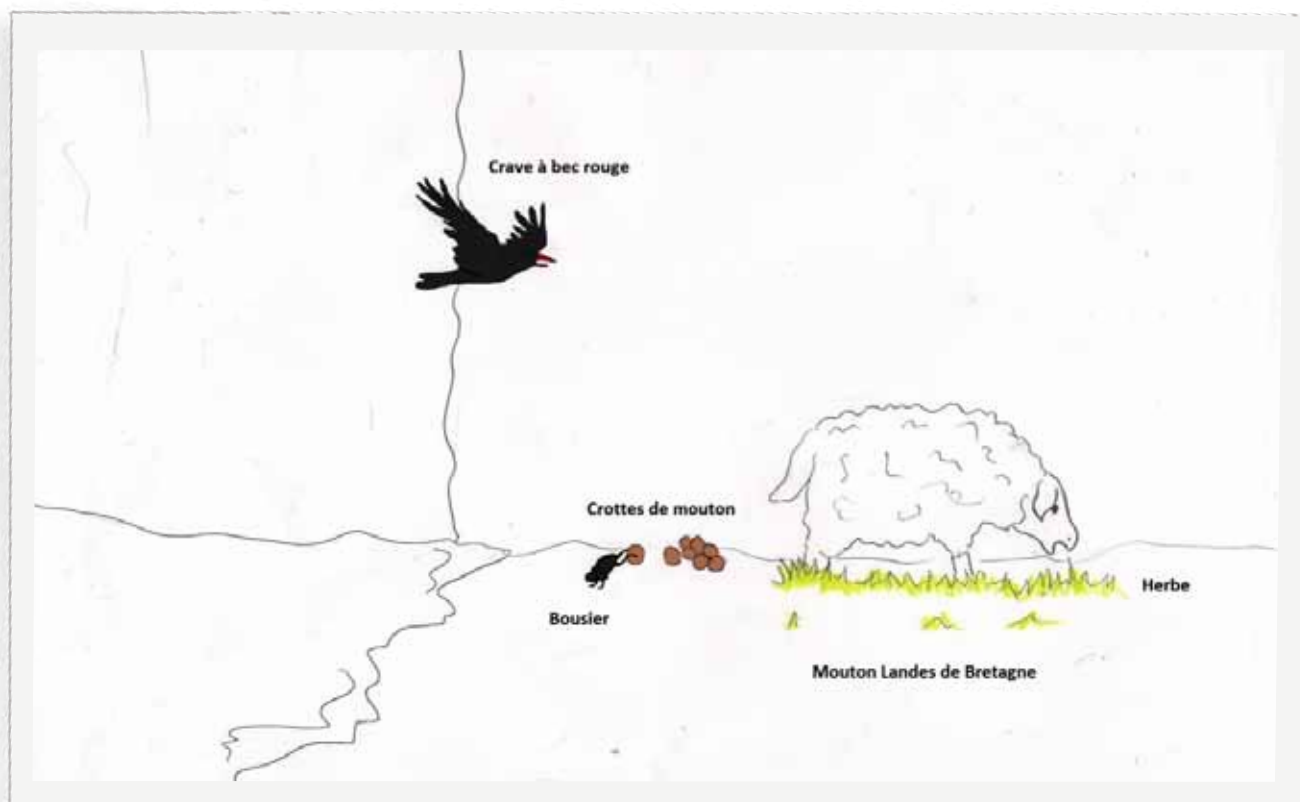 Crave à bec rouge
Crottes de mouton
Bousier
Herbe
Mouton Landes de Bretagne